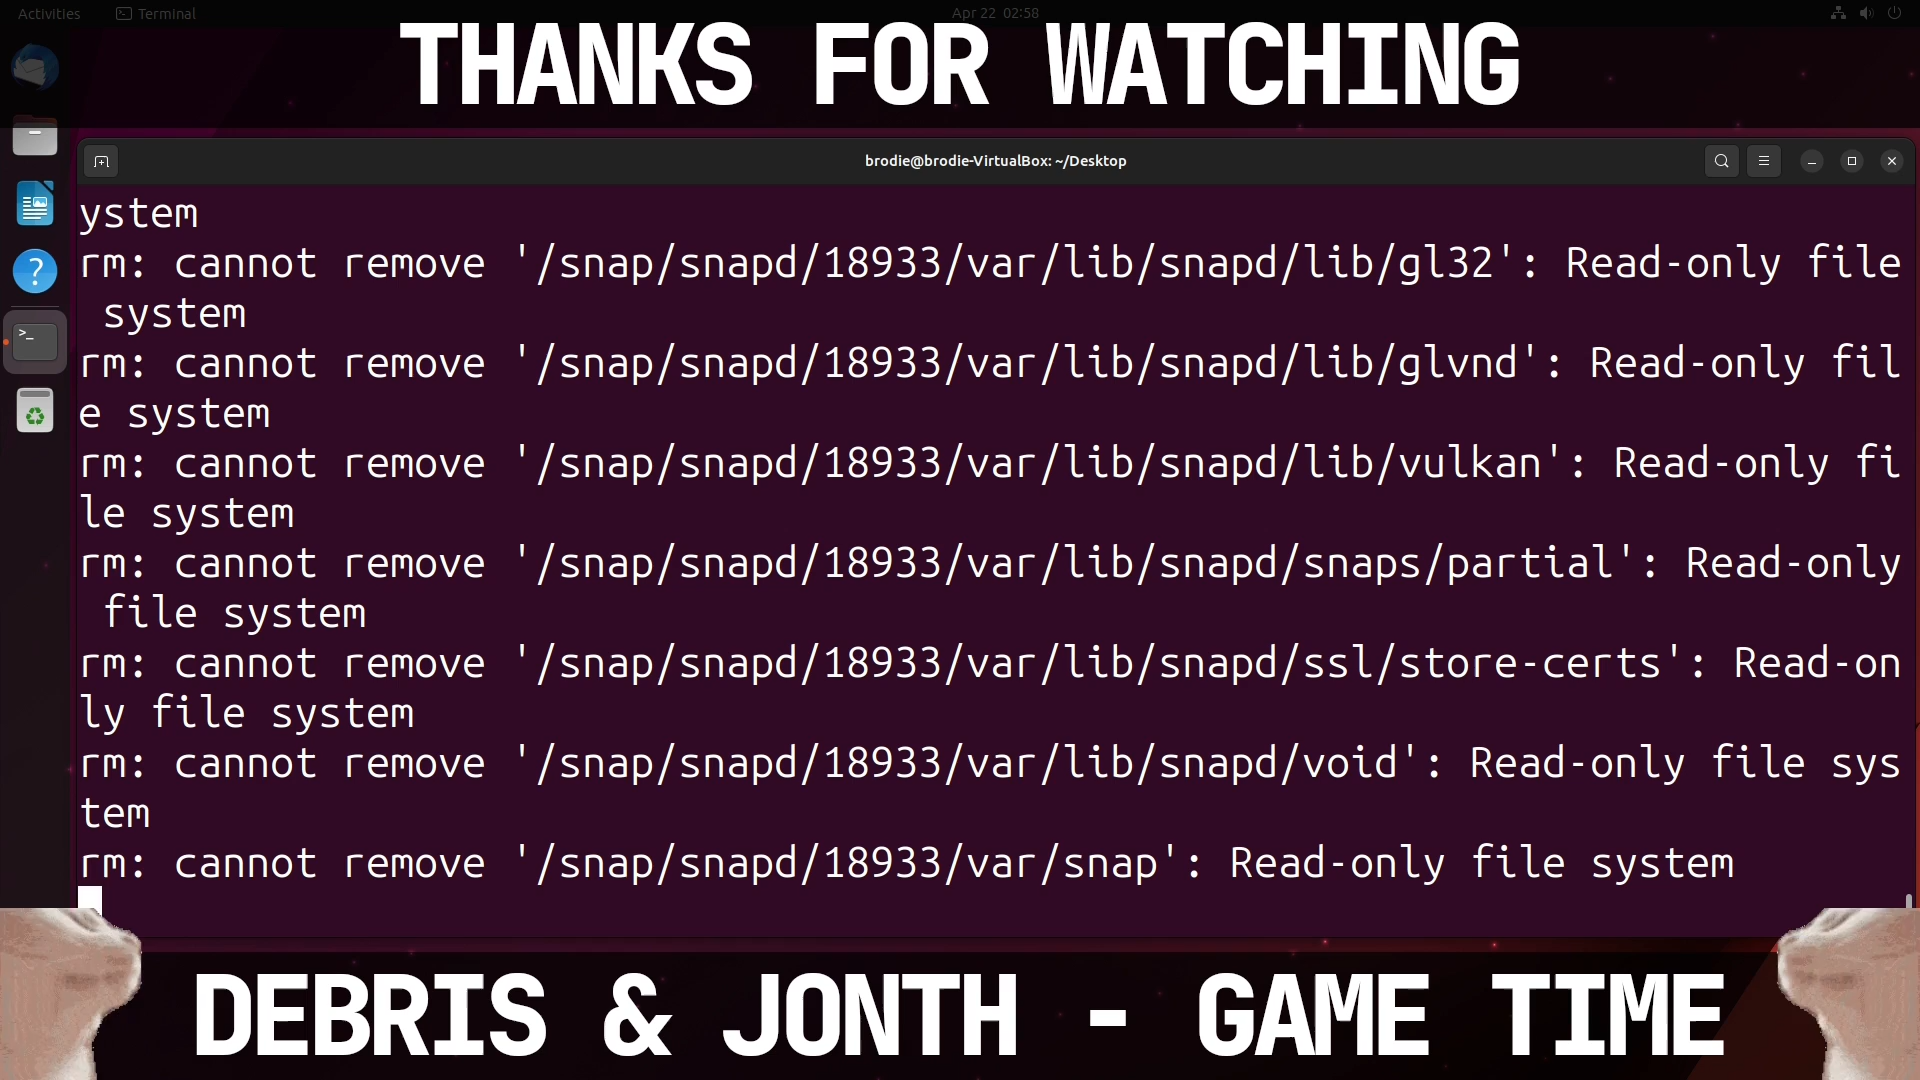 Activities
Terminal
Apr 22 02:58
THANKS FOR WATCHING
brodie@brodie-VirtualBox: ~/Desktop
ystem
rm: cannot remove '/snap/snapd/18933/var/lib/snapd/lib/gl32': Read-only file
 system
rm: cannot remove '/snap/snapd/18933/var/lib/snapd/lib/glvnd': Read-only fil
e system
rm: cannot remove '/snap/snapd/18933/var/lib/snapd/lib/vulkan': Read-only fi
le system
rm: cannot remove '/snap/snapd/18933/var/lib/snapd/snaps/partial': Read-only
 file system
rm: cannot remove '/snap/snapd/18933/var/lib/snapd/ssl/store-certs': Read-on
ly file system
rm: cannot remove '/snap/snapd/18933/var/lib/snapd/void': Read-only file sys
tem
rm: cannot remove '/snap/snapd/18933/var/snap': Read-only file system
DEBRIS & JONTH - GAME TIME